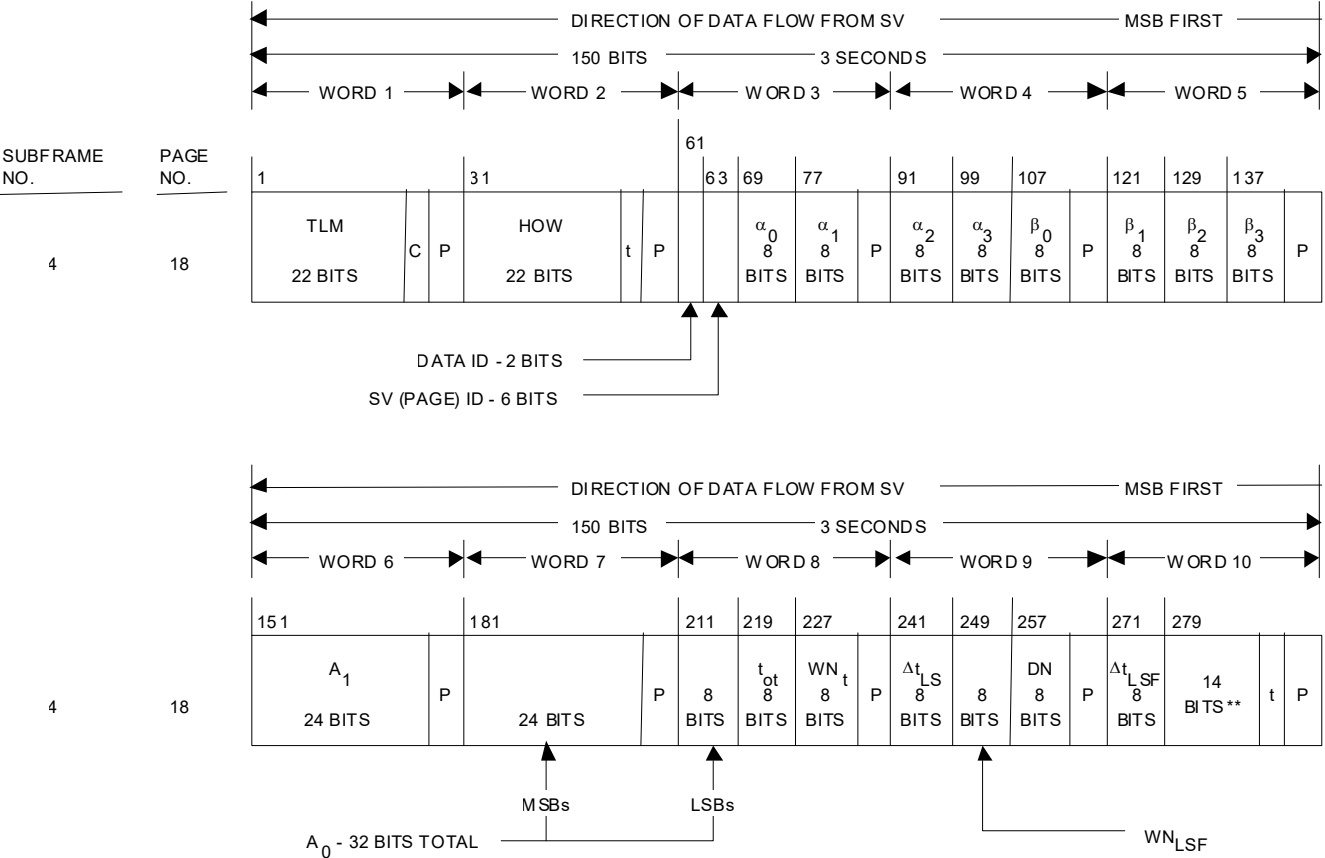 DIRECTION OF DATA FLOW FROM SV MSB FIRST
150 BITS 3 SECONDS
WORD 1 WORD 2 WORD 3 WORD 4 WORD 5
SUBFRAME NO. PAGE NO.
61
1 31 63 69 77 91 99 107 121 129 137
4 18
TLM 22 BITS
C
P
HOW 22 BITS
t
P
α0 8 BITS
α1 8 BITS
P
α2 8 BITS
α3 8 BITS
β0 8 BITS
P
β1 8 BITS
β2 8 BITS
β3 8 BITS
P
DATA ID - 2 BITS
SV (PAGE) ID - 6 BITS
DIRECTION OF DATA FLOW FROM SV MSB FIRST
150 BITS 3 SECONDS
WORD 6 WORD 7 WORD 8 WORD 9 WORD 10
151 181 211 219 227 241 249 257 271 279
4 18
A1 24 BITS
P
24 BITS
P
8 BITS
tot 8 BITS
WNt 8 BITS
P
ΔtLS 8 BITS
8 BITS
DN 8 BITS
P
ΔtLSF 8 BITS
14 BITS**
t
P
MSBs LSBs
A0 - 32 BITS TOTAL
WNLSF